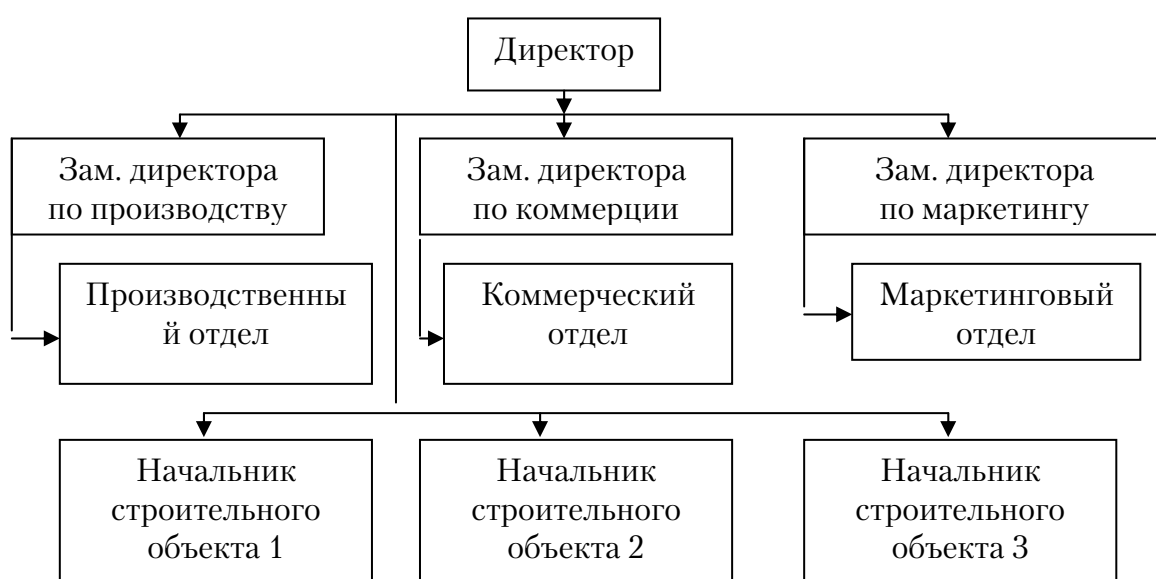 Директор
Зам. директора
по производству
Зам. директора
по коммерции
Зам. директора
по маркетингу
Производственны
й отдел
Коммерческий
отдел
Маркетинговый
отдел
Начальник
строительного
объекта 1
Начальник
строительного
объекта 2
Начальник
строительного
объекта 3